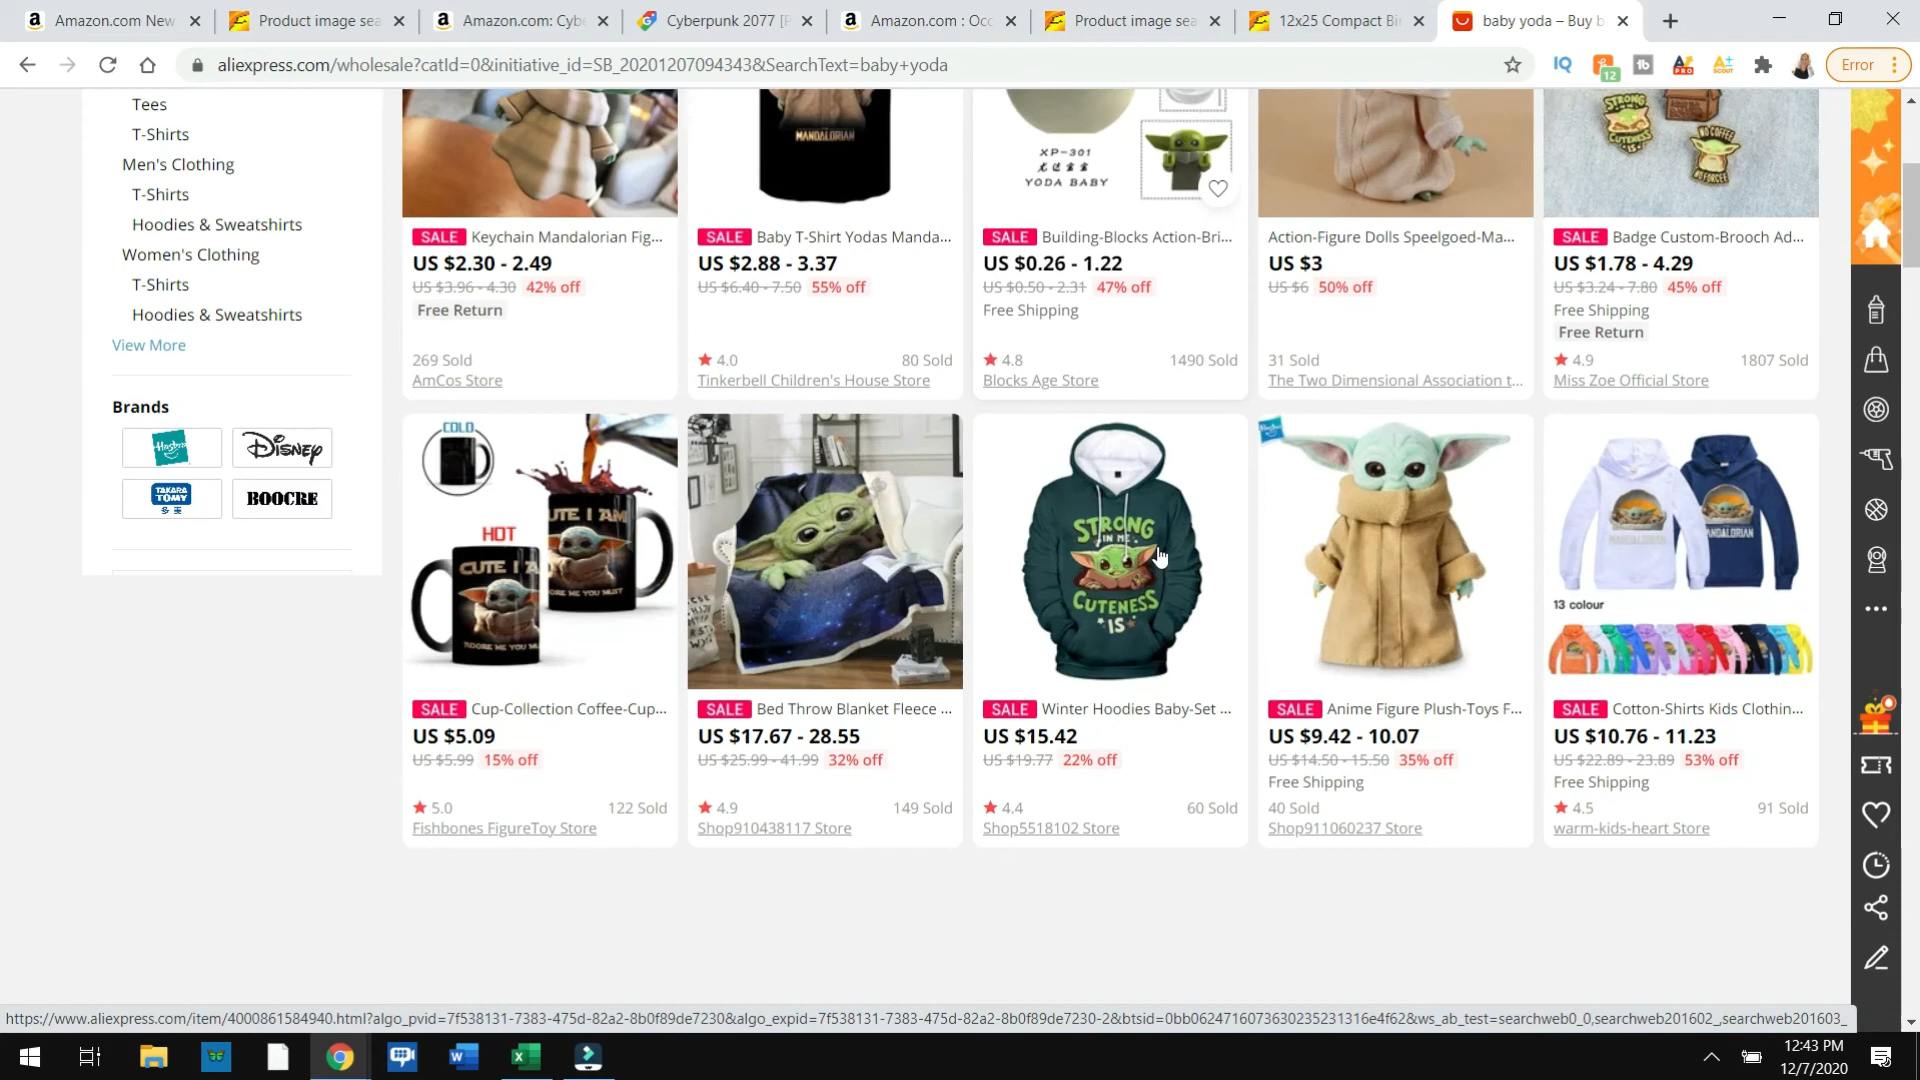 Amazon.com New
Product image sea
Amazon.com: Cybe
Cyberpunk 2077 [P
Amazon.com : Occ
Product image sea
12x25 Compact Bi
baby yoda – Buy b
aliexpress.com/wholesale?catId=0&initiative_id=SB_20201207094343&SearchText=baby+yoda
IQ
12
Error
Tees
T-Shirts
Men's Clothing
T-Shirts
Hoodies & Sweatshirts
Women's Clothing
T-Shirts
Hoodies & Sweatshirts
View More
Brands
Hasbro
Disney
TAKARA TOMY
BOOCRE
MANDALORIAN
XP-301
YODA BABY
STRONG
CUTENESS
IS
NO COFFEE
NO FORCEE
SALE Keychain Mandalorian Fig...
US $2.30 - 2.49
US $3.96 - 4.30 42% off
Free Return
269 Sold
AmCos Store
SALE Baby T-Shirt Yodas Manda...
US $2.88 - 3.37
US $6.40 - 7.50 55% off
4.0 80 Sold
Tinkerbell Children's House Store
SALE Building-Blocks Action-Bri...
US $0.26 - 1.22
US $0.50 - 2.31 47% off
Free Shipping
4.8 1490 Sold
Blocks Age Store
Action-Figure Dolls Speelgoed-Ma...
US $3
US $6 50% off
31 Sold
The Two Dimensional Association t...
SALE Badge Custom-Brooch Ad...
US $1.78 - 4.29
US $3.24 - 7.80 45% off
Free Shipping
Free Return
4.9 1807 Sold
Miss Zoe Official Store
COLD
HOT
CUTE I AM
CUTE I A
ADORE ME YOU MUST
SALE Cup-Collection Coffee-Cup...
US $5.09
US $5.99 15% off
5.0 122 Sold
Fishbones FigureToy Store
SALE Bed Throw Blanket Fleece ...
US $17.67 - 28.55
US $25.99 - 41.99 32% off
4.9 149 Sold
Shop910438117 Store
STRONG
IN ME
CUTENESS
IS
SALE Winter Hoodies Baby-Set ...
US $15.42
US $19.77 22% off
4.4 60 Sold
Shop5518102 Store
SALE Anime Figure Plush-Toys F...
US $9.42 - 10.07
US $14.50 - 15.50 35% off
Free Shipping
40 Sold
Shop911060237 Store
MANDALORIAN
MANDALORIAN
13 colour
SALE Cotton-Shirts Kids Clothin...
US $10.76 - 11.23
US $22.89 - 23.89 53% off
Free Shipping
4.5 91 Sold
warm-kids-heart Store
https://www.aliexpress.com/item/4000861584940.html?algo_pvid=7f538131-7383-475d-82a2-8b0f89de7230&algo_expid=7f538131-7383-475d-82a2-8b0f89de7230-2&btsid=0bb0624716073630235231316e4f62&ws_ab_test=searchweb0_0,searchweb201602_,searchweb201603_
12:43 PM
12/7/2020